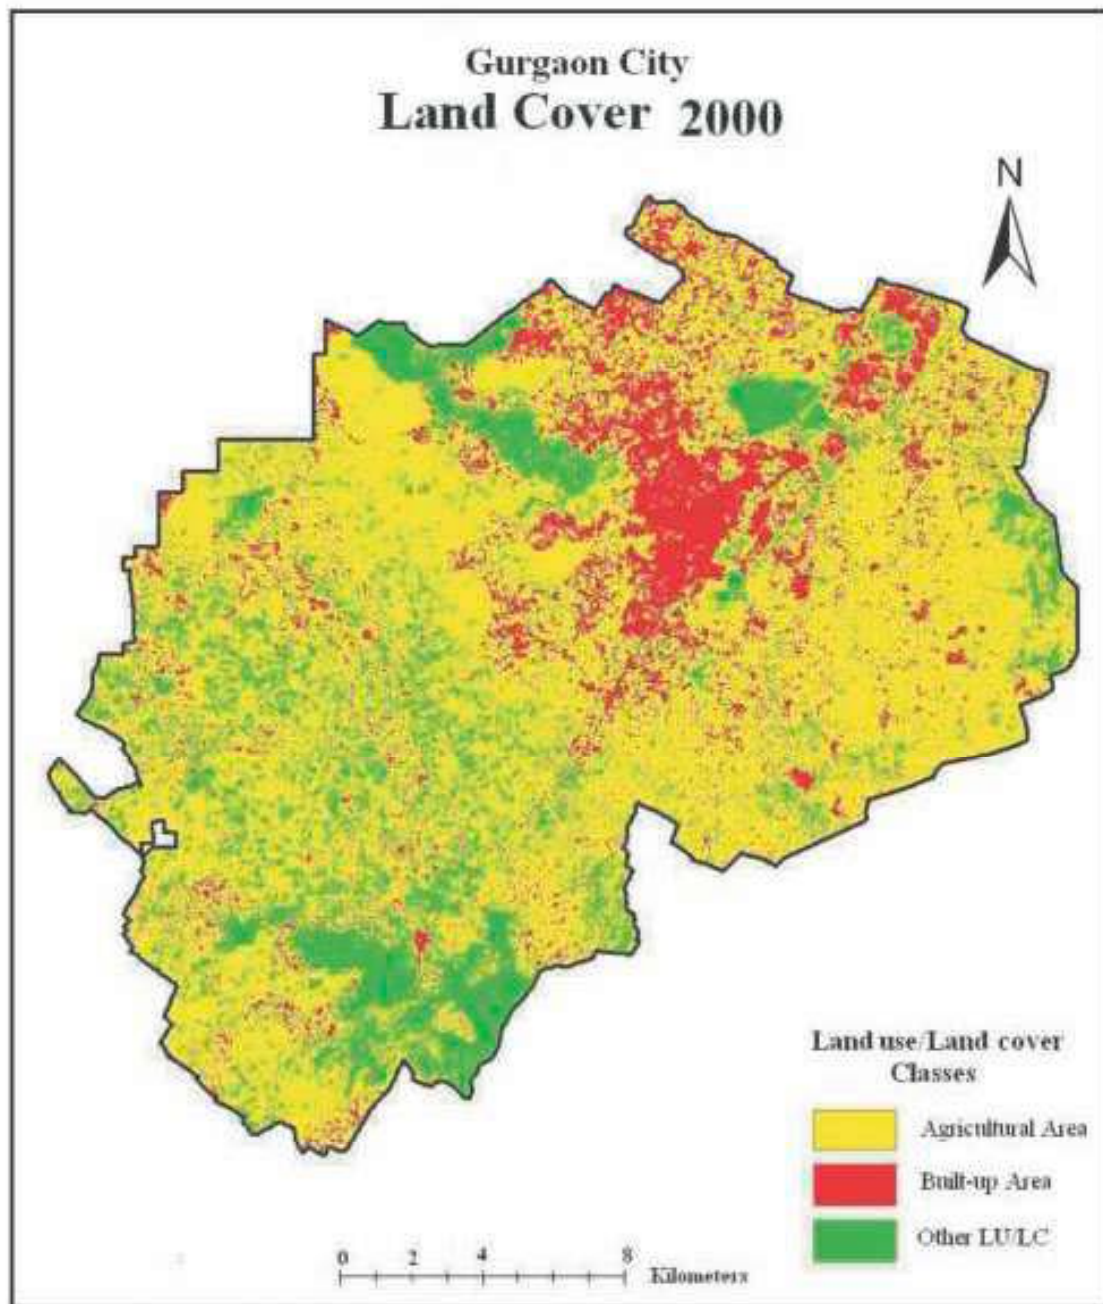 Gurgaon City
Land Cover 2000
N
Land use/Land cover
Classes
Agricultural Area
Built-up Area
Other LU/LC
0 2 4 8
Kilometers